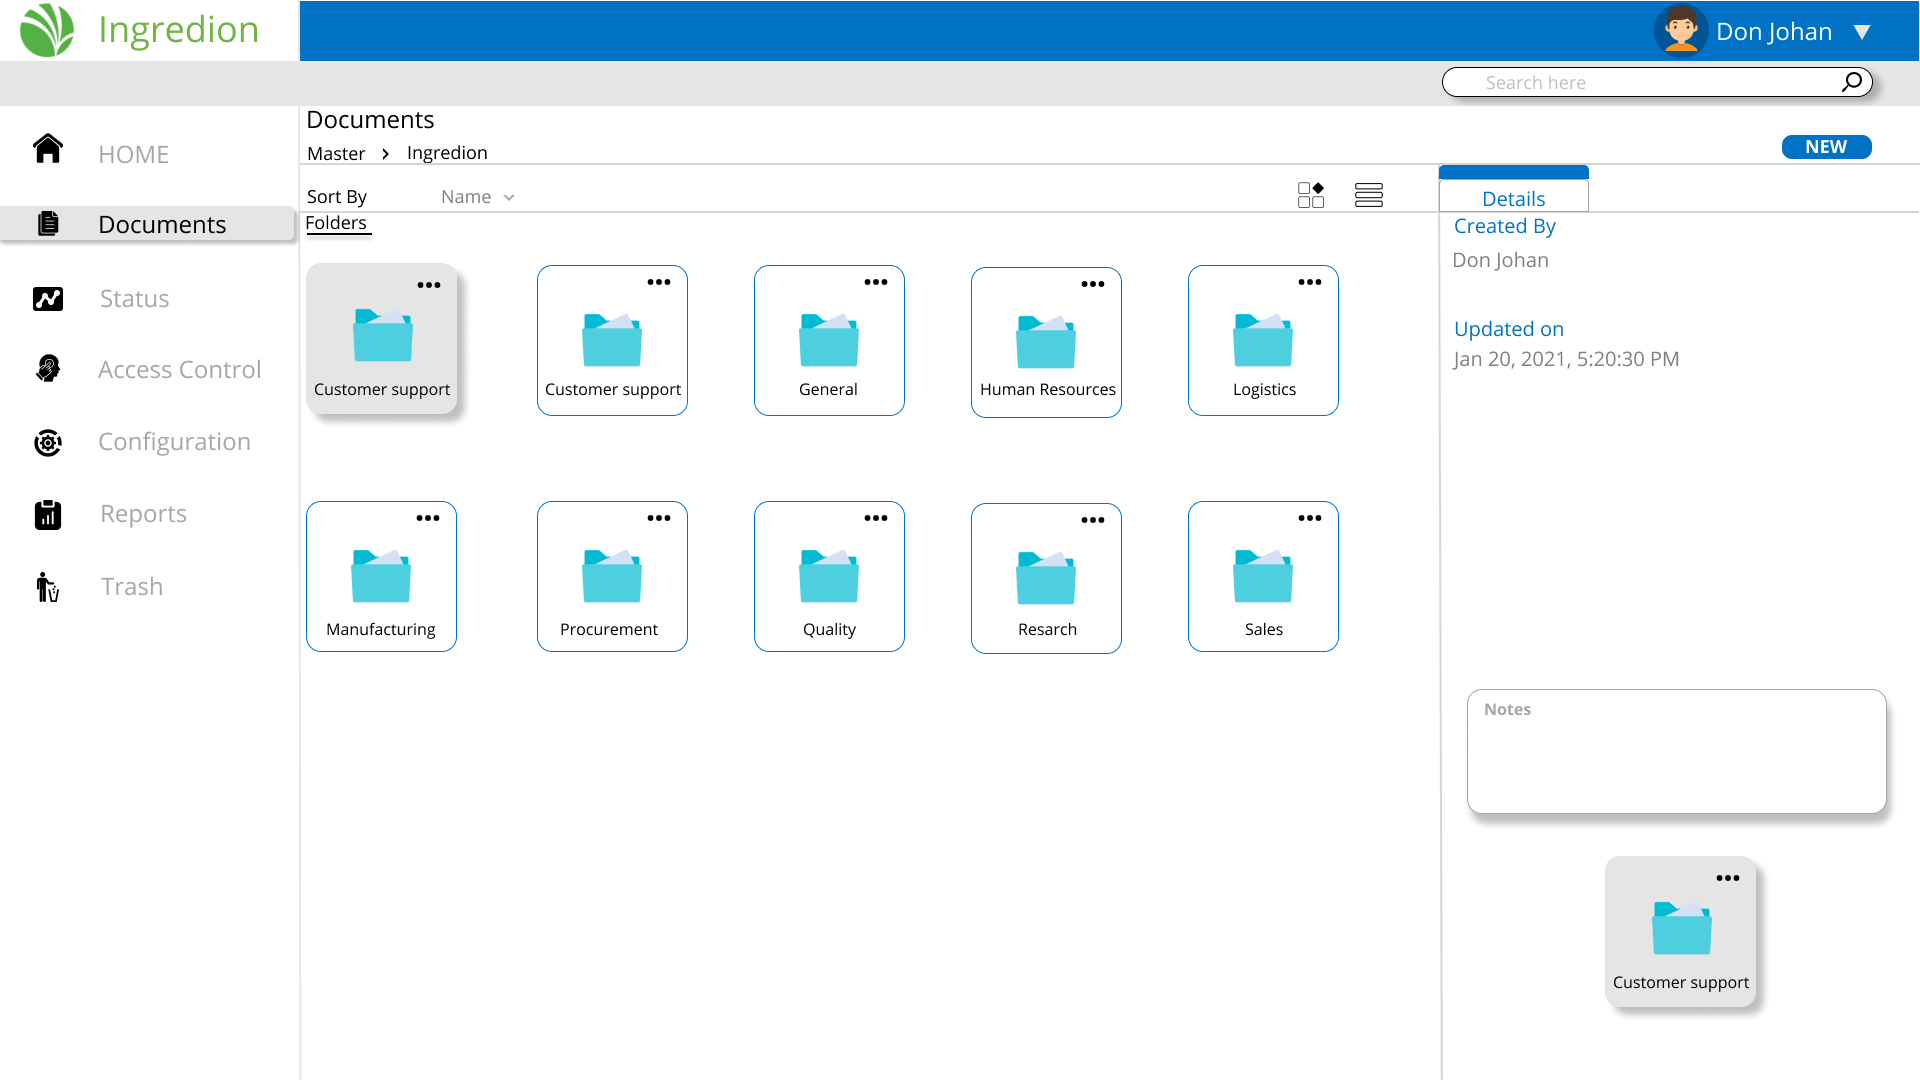 Ingredion
Don Johan
Search here
HOME
Documents
Status
Access Control
Configuration
Reports
Trash
Documents
Master > Ingredion
NEW
Sort By Name
Folders
Customer support
Customer support
General
Human Resources
Logistics
Manufacturing
Procurement
Quality
Resarch
Sales
Details
Created By
Don Johan
Updated on
Jan 20, 2021, 5:20:30 PM
Notes
Customer support